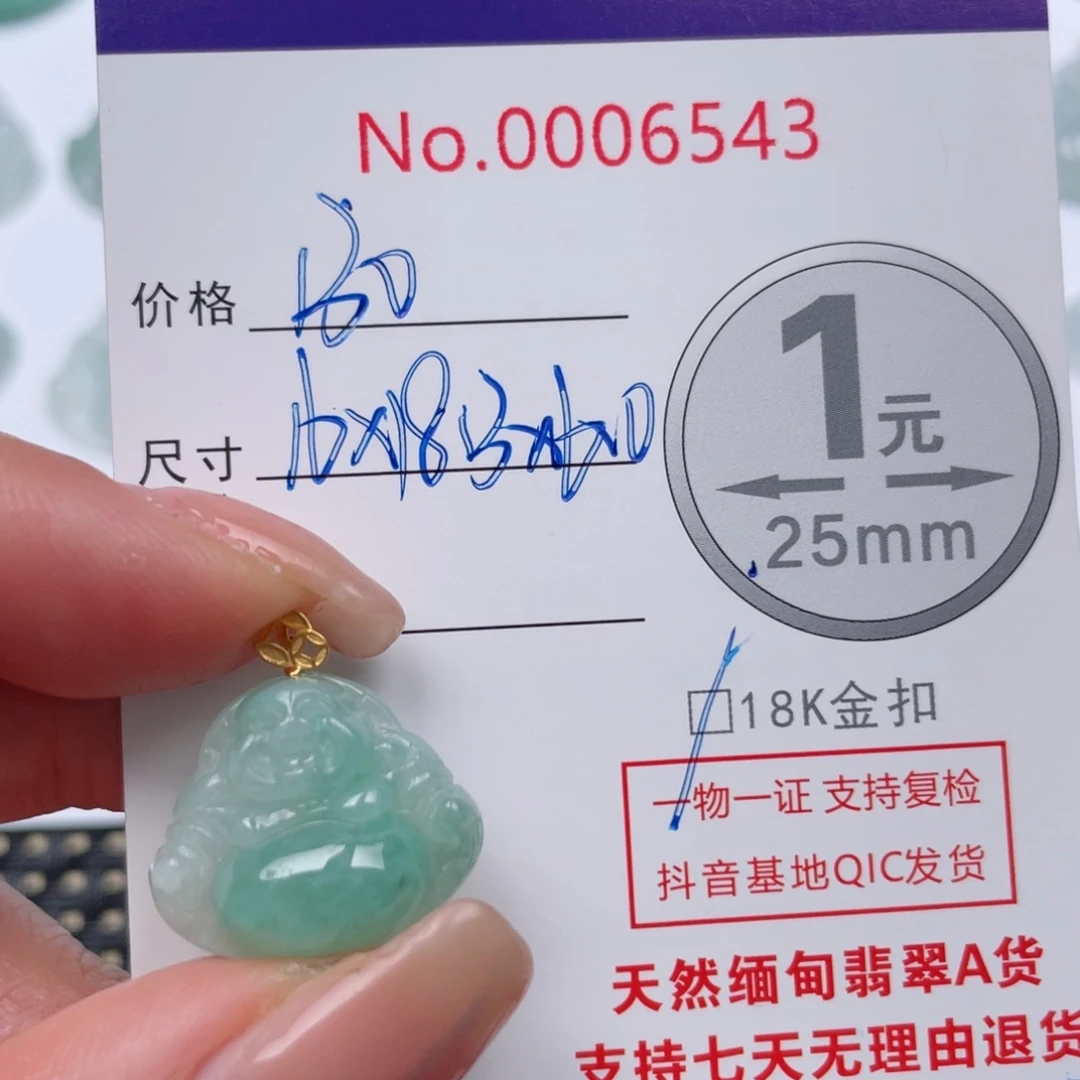 No.0006543
价格
尺寸
1元
25mm
□18K金扣
一物一证 支持复检
抖音基地QIC发货
天然缅甸翡翠A货
支持七天无理由退货